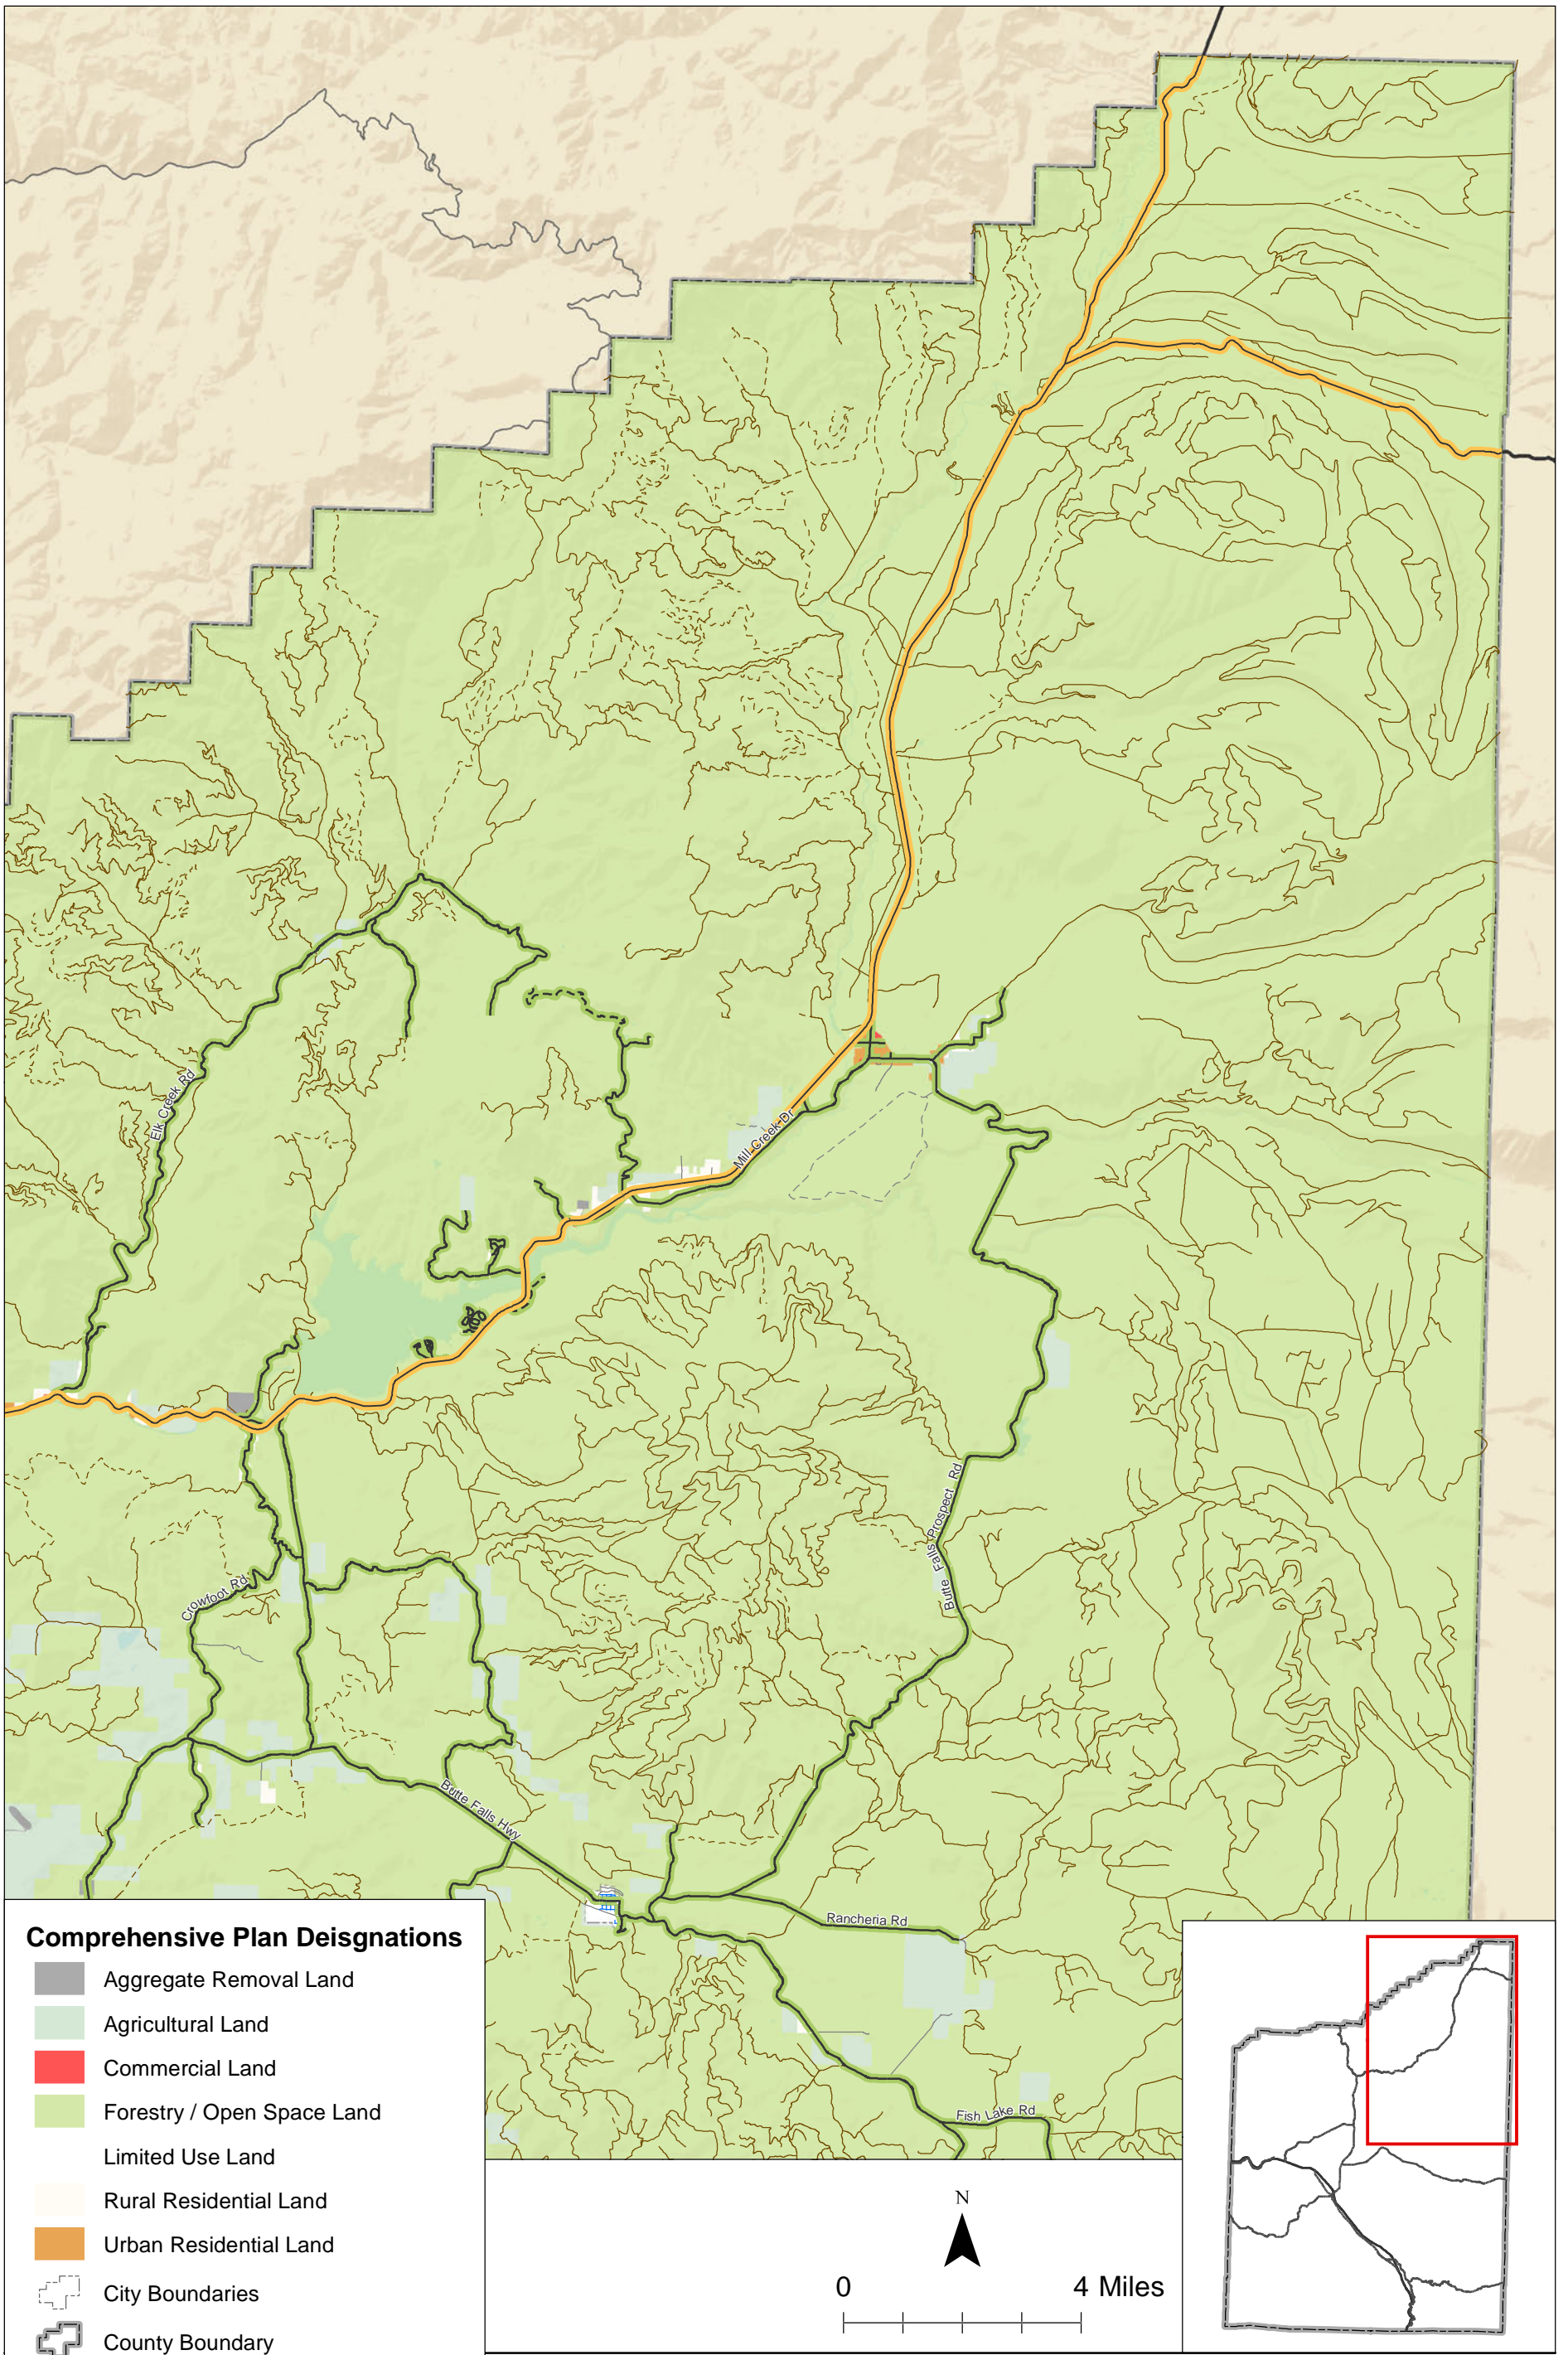 Elk Creek Rd
Mill Creek Dr
Butte Falls Prospect Rd
Crowfoot Rd
Butte Falls Hwy
Rancheria Rd
Fish Lake Rd
Comprehensive Plan Deisgnations
Aggregate Removal Land
Agricultural Land
Commercial Land
Forestry / Open Space Land
Limited Use Land
Rural Residential Land
Urban Residential Land
City Boundaries
County Boundary
N
0 4 Miles